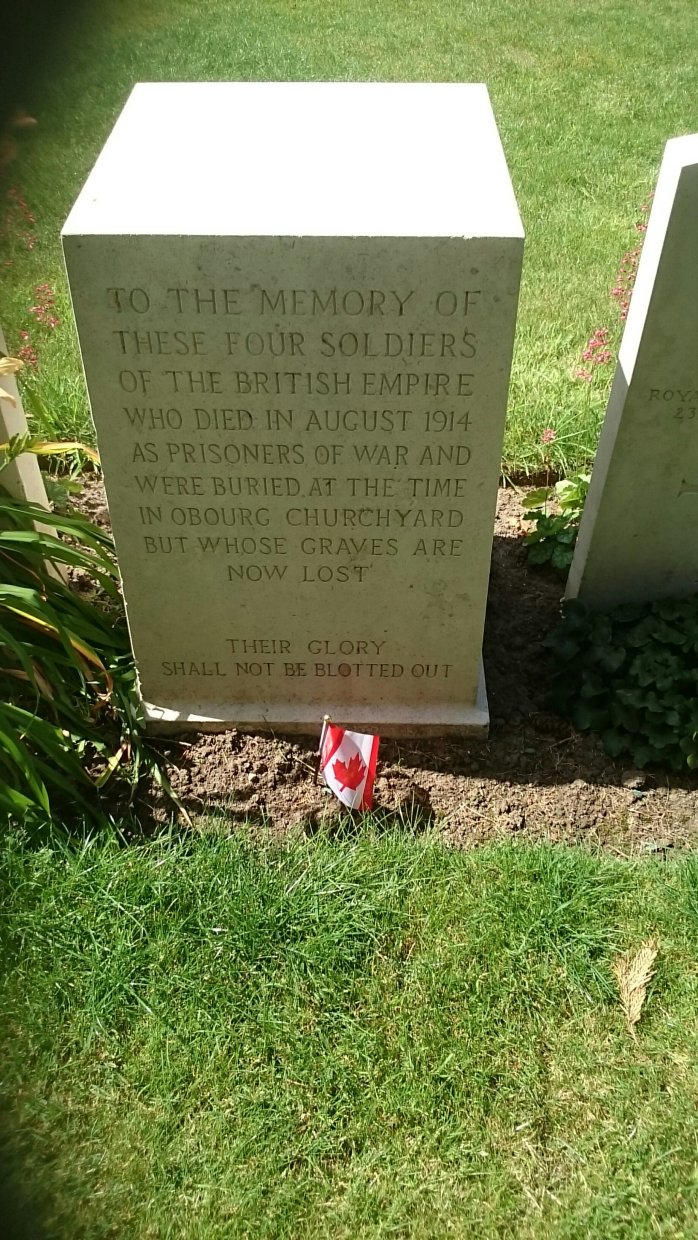 TO THE MEMORY OF
THESE FOUR SOLDIERS
OF THE BRITISH EMPIRE
WHO DIED IN AUGUST 1914
AS PRISONERS OF WAR AND
WERE BURIED AT THE TIME
IN OBOURG CHURCHYARD
BUT WHOSE GRAVES ARE
NOW LOST
THEIR GLORY
SHALL NOT BE BLOTTED OUT